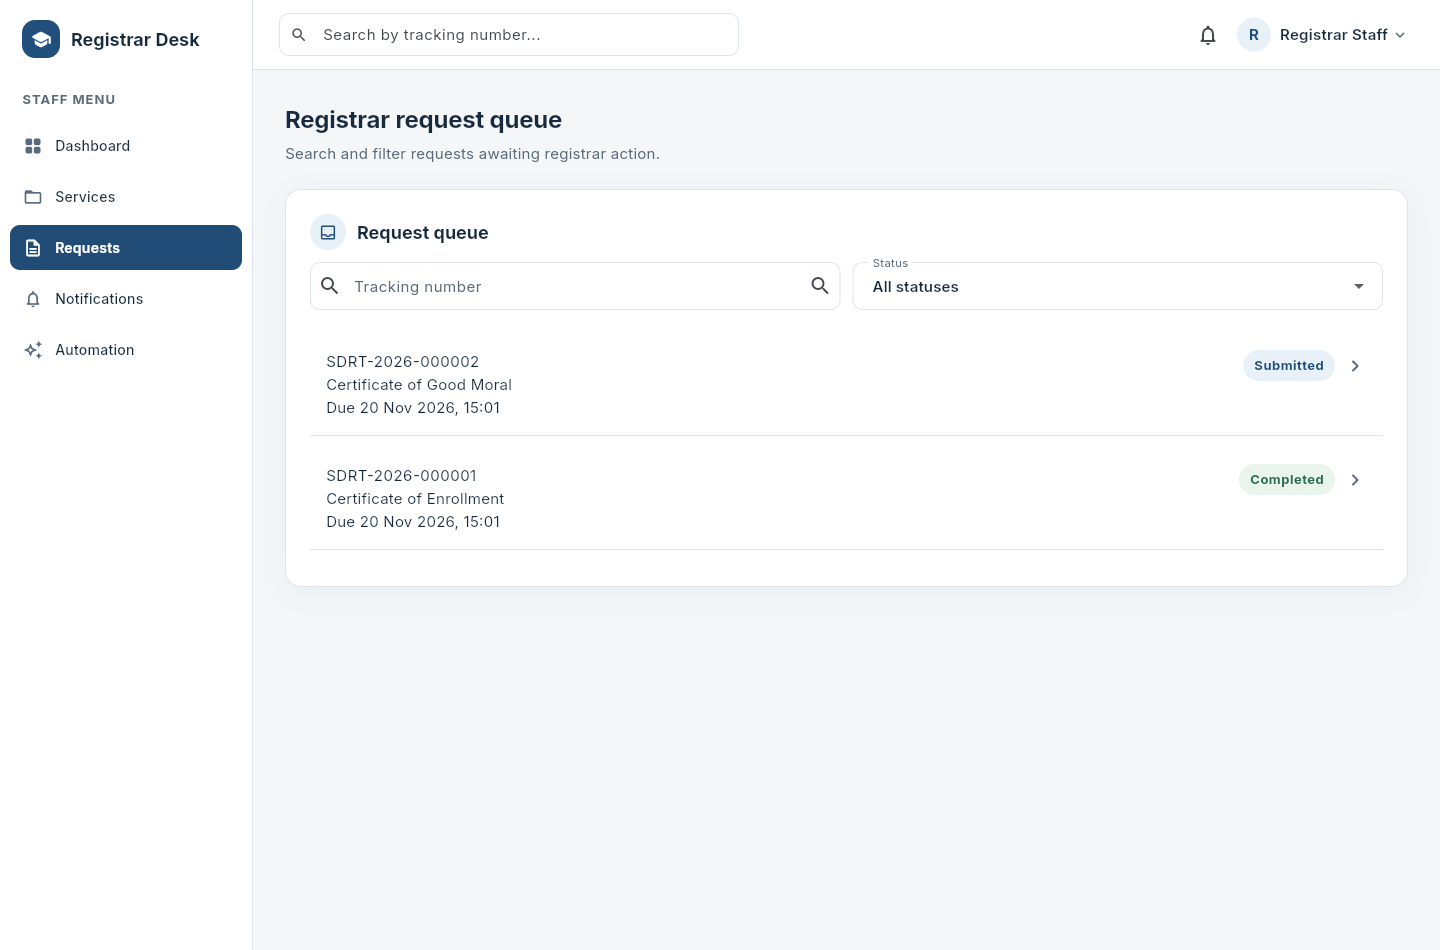 Registrar Desk
Search by tracking number...
R
Registrar Staff
STAFF MENU
Dashboard
Services
Requests
Notifications
Automation
Registrar request queue
Search and filter requests awaiting registrar action.
Request queue
Tracking number
Status
All statuses
SDRT-2026-000002
Certificate of Good Moral
Due 20 Nov 2026, 15:01
Submitted
SDRT-2026-000001
Certificate of Enrollment
Due 20 Nov 2026, 15:01
Completed